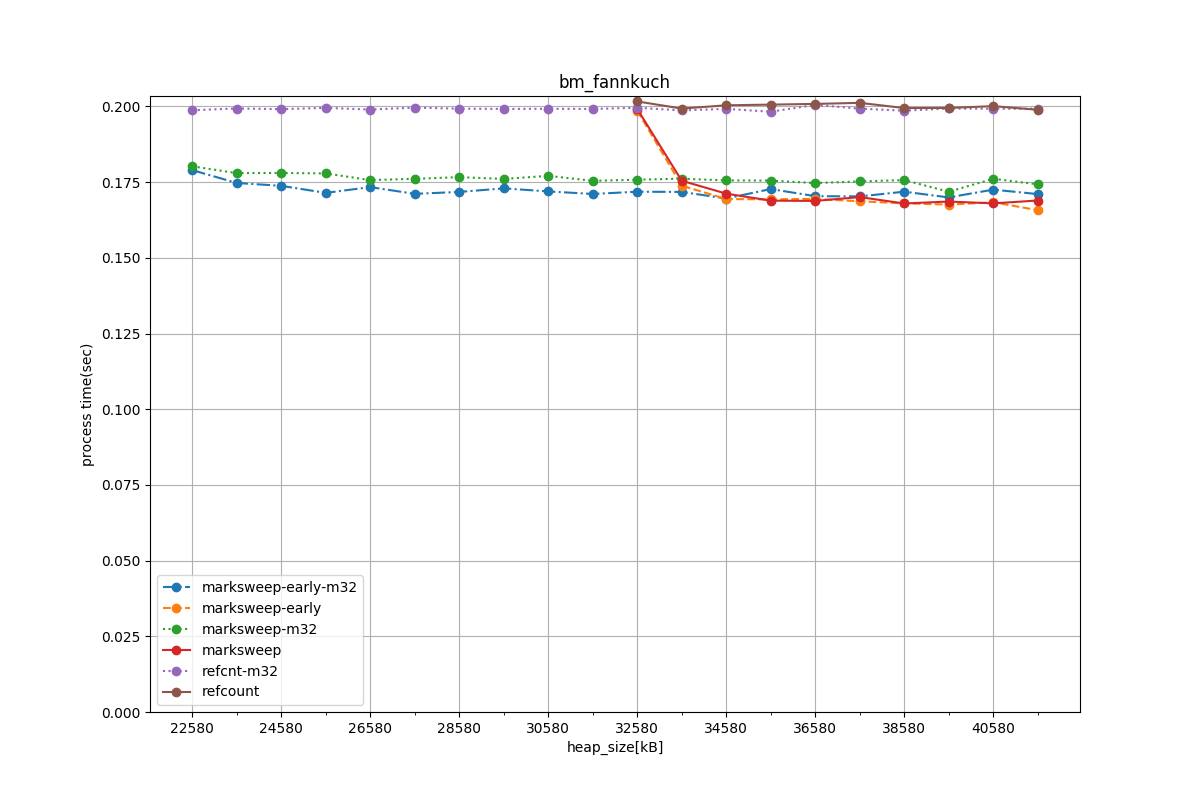 bm_fannkuch
0.200
0.175
0.150
0.125
0.100
0.075
0.050
0.025
0.000
process time(sec)
marksweep-early-m32
marksweep-early
marksweep-m32
marksweep
refcnt-m32
refcount
22580 24580 26580 28580 30580 32580 34580 36580 38580 40580
heap_size[kB]